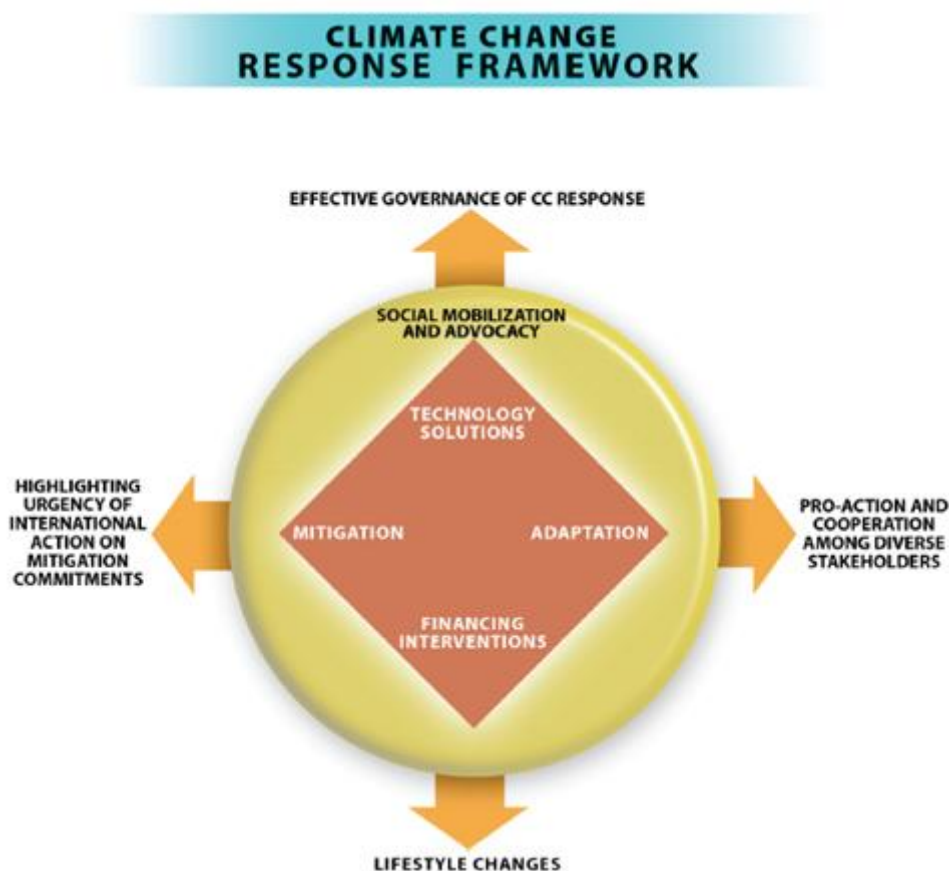 CLIMATE CHANGE
RESPONSE FRAMEWORK
EFFECTIVE GOVERNANCE OF CC RESPONSE
SOCIAL MOBILIZATION
AND ADVOCACY
TECHNOLOGY
SOLUTIONS
HIGHLIGHTING
URGENCY OF
INTERNATIONAL
ACTION ON
MITIGATION
COMMITMENTS
MITIGATION
ADAPTATION
PRO-ACTION AND
COOPERATION
AMONG DIVERSE
STAKEHOLDERS
FINANCING
INTERVENTIONS
LIFESTYLE CHANGES